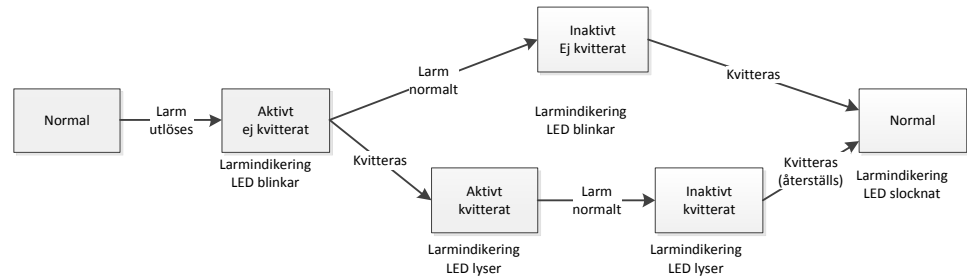 Normal
Larm
utlöses
Aktivt
ej kvitterat
Larmindikering
LED blinkar
Larm
normalt
Inaktivt
Ej kvitterat
Larmindikering
LED blinkar
Kvitteras
Kvitteras
Aktivt
kvitterat
Larmindikering
LED lyser
Larm
normalt
Inaktivt
kvitterat
Larmindikering
LED lyser
Kvitteras
(återställs)
Normal
Larmindikering
LED slocknat